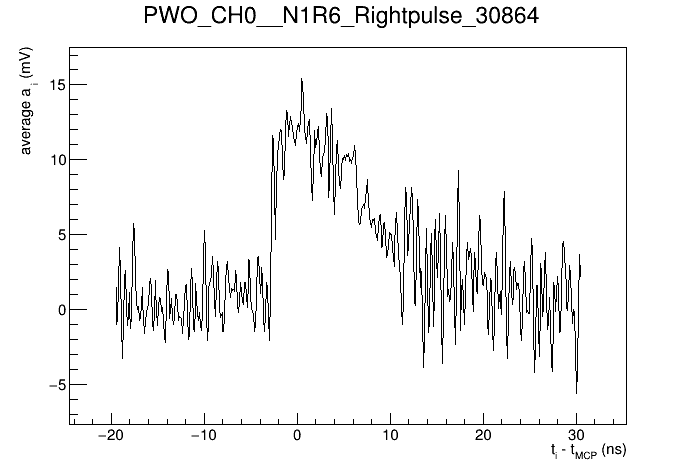 PWO_CH0__N1R6_Rightpulse_30864
average a_i (mV)
15
10
5
0
−5
−20 −10 0 10 20 30
t_i - t_MCP (ns)